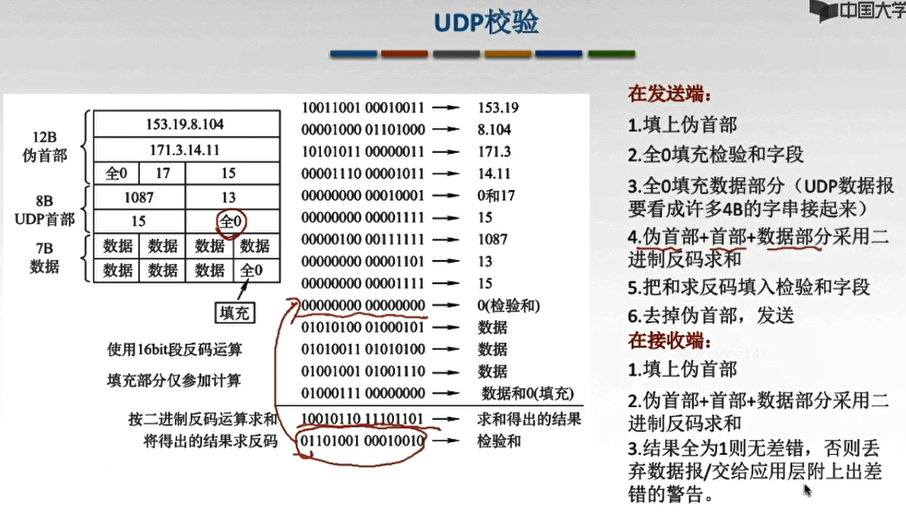 UDP校验
中国大学
12B
伪首部
153.19.8.104
171.3.14.11
全0 17 15
8B
UDP首部
1087 13
15 全0
7B
数据
数据 数据 数据 数据
数据 数据 数据 全0
填充
使用16bit段反码运算
填充部分仅参加计算
按二进制反码运算求和
将得出的结果求反码
10011001 00010011 → 153.19
00001000 01101000 → 8.104
10101011 00000011 → 171.3
00001110 00001011 → 14.11
00000000 00010001 → 0和17
00000000 00001111 → 15
00000100 00111111 → 1087
00000000 00001101 → 13
00000000 00001111 → 15
00000000 00000000 → 0(检验和)
01010100 01000101 → 数据
01010011 01010100 → 数据
01001001 01001110 → 数据
01000111 00000000 → 数据和0(填充)
10010110 11101101 → 求和得出的结果
01101001 00010010 → 检验和
在发送端：
1.填上伪首部
2.全0填充检验和字段
3.全0填充数据部分（UDP数据报
要看成许多4B的字串接起来）
4.伪首部+首部+数据部分采用二
进制反码求和
5.把和求反码填入检验和字段
6.去掉伪首部，发送
在接收端：
1.填上伪首部
2.伪首部+首部+数据部分采用二
进制反码求和
3.结果全为1则无差错，否则丢
弃数据报/交给应用层附上出差
错的警告。